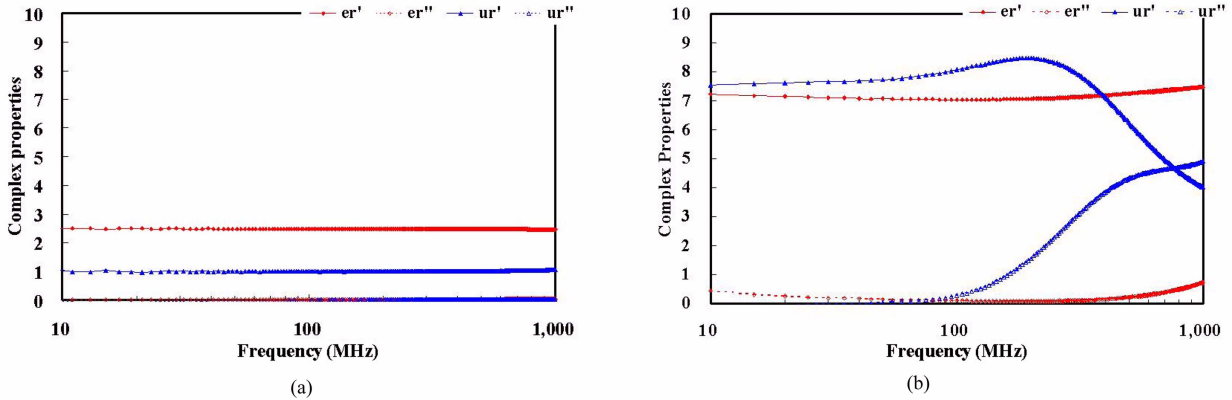 er' er" ur' ur"
10
9
8
7
6
5
4
3
2
1
0
Complex properties
10 100 1,000
Frequency (MHz)
(a)
er' er" ur' ur"
10
9
8
7
6
5
4
3
2
1
0
Complex Properties
10 100 1,000
Frequency (MHz)
(b)